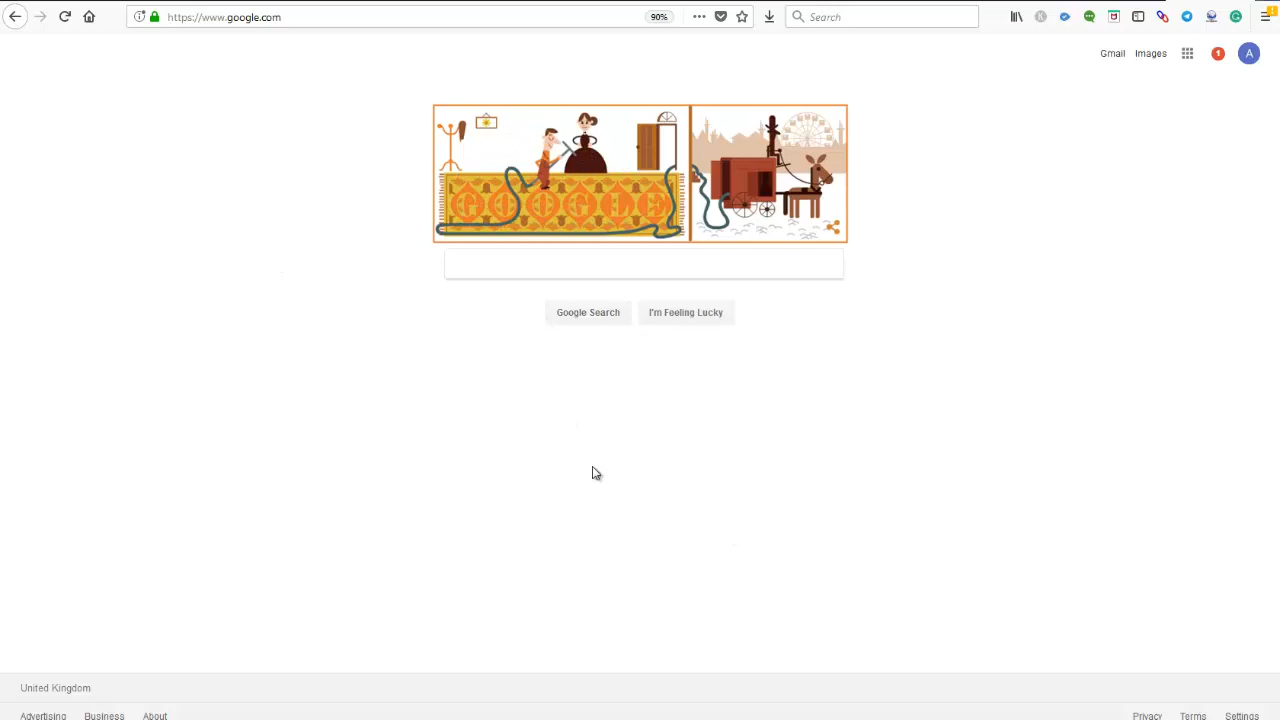 https://www.google.com
90%
Search
Gmail
Images
1
A
GOOGLE
Google Search
I'm Feeling Lucky
United Kingdom
Advertising
Business
About
Privacy
Terms
Settings